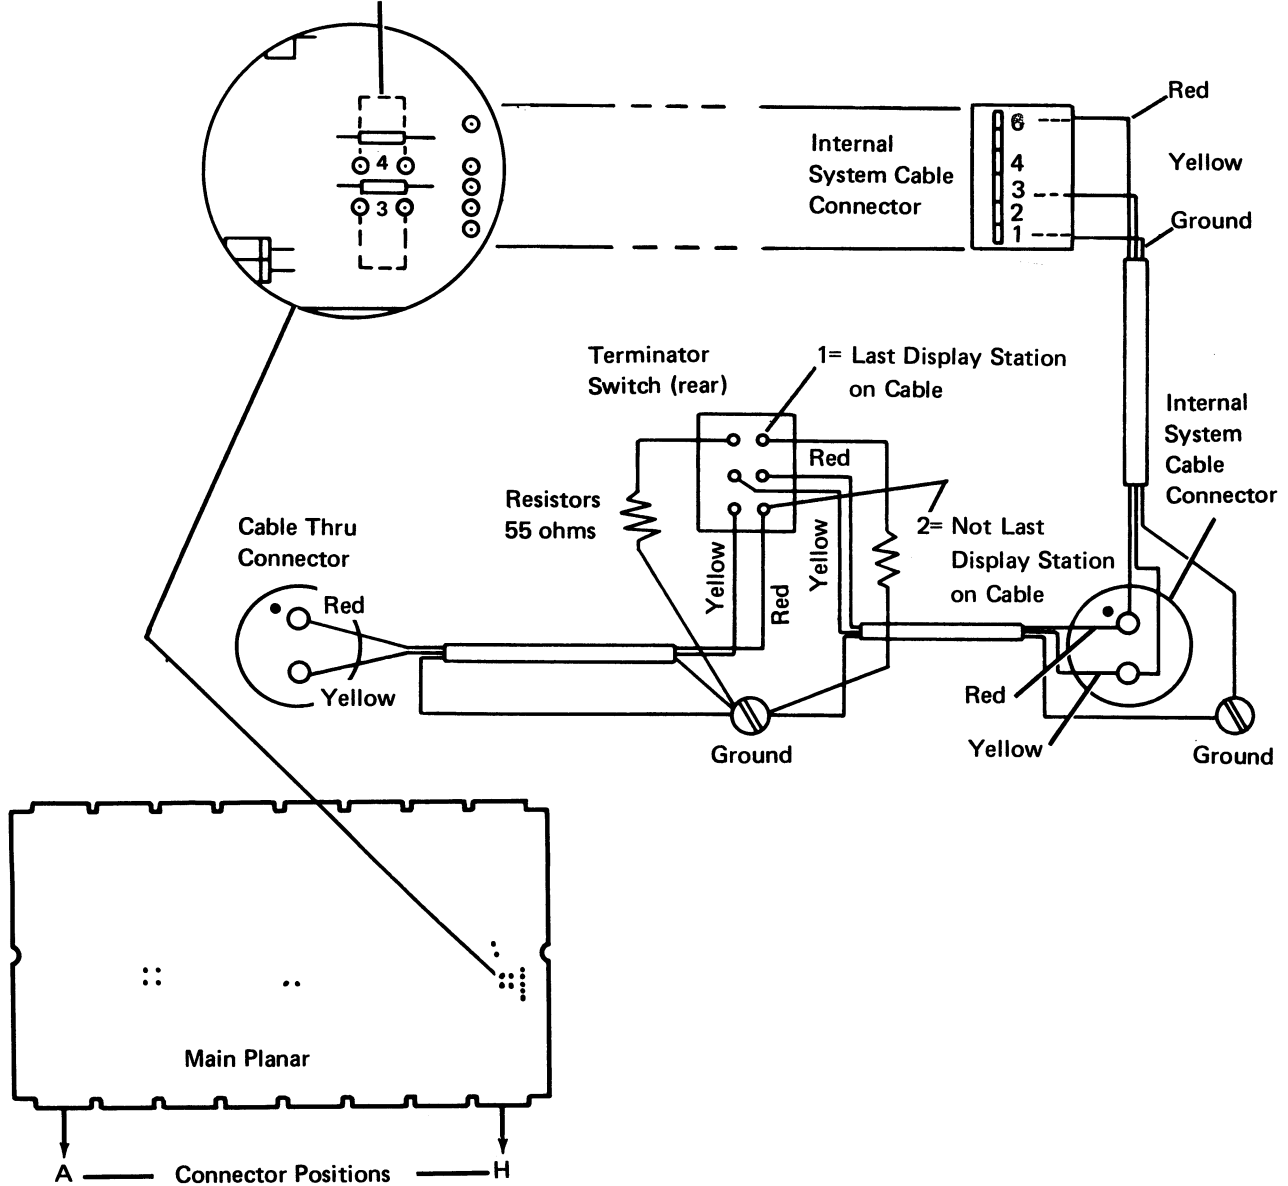 Red
6
4
3
2
1
Yellow
Ground
Internal
System Cable
Connector
4
3
Terminator
Switch (rear)
1= Last Display Station
on Cable
Red
Resistors
55 ohms
Yellow
Red
Yellow
2= Not Last
Display Station
on Cable
Internal
System
Cable
Connector
Cable Thru
Connector
Red
Yellow
Ground
Red
Yellow
Ground
Main Planar
A Connector Positions H